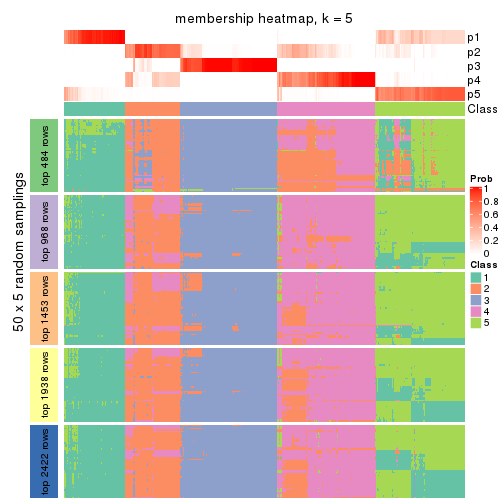 membership heatmap, k = 5
p1
p2
p3
p4
p5
Class
50 x 5 random samplings
top 484 rows
top 968 rows
top 1453 rows
top 1938 rows
top 2422 rows
Prob
1
0.8
0.6
0.4
0.2
0
Class
1
2
3
4
5